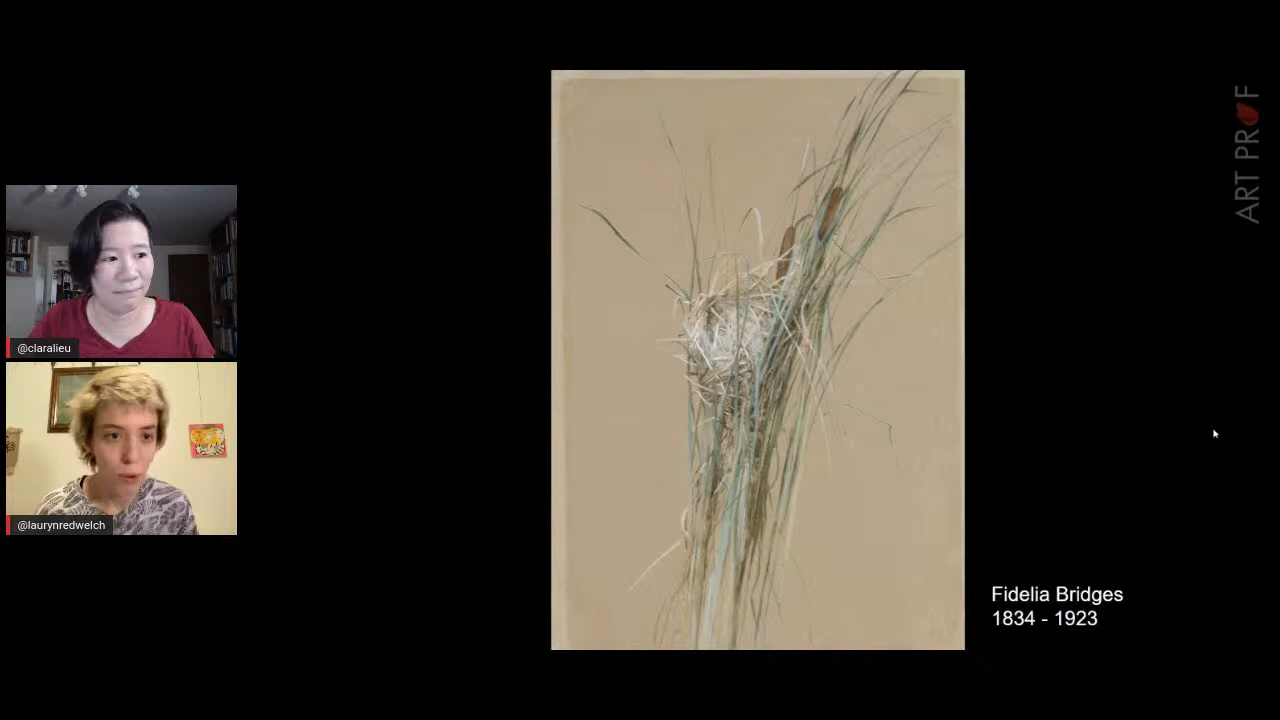 @claralieu
@laurynredwelch
Fidelia Bridges
1834 - 1923
ART PROF